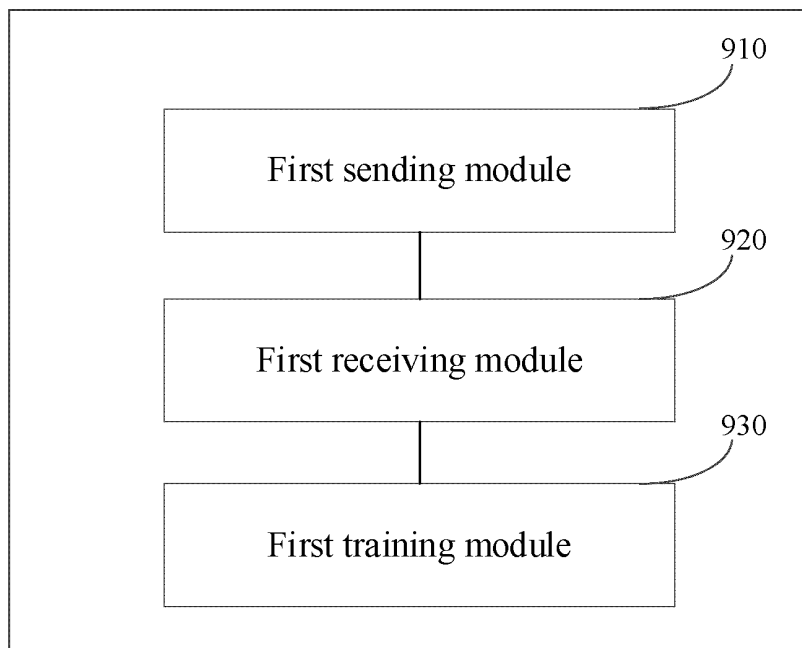 910
First sending module
920
First receiving module
930
First training module